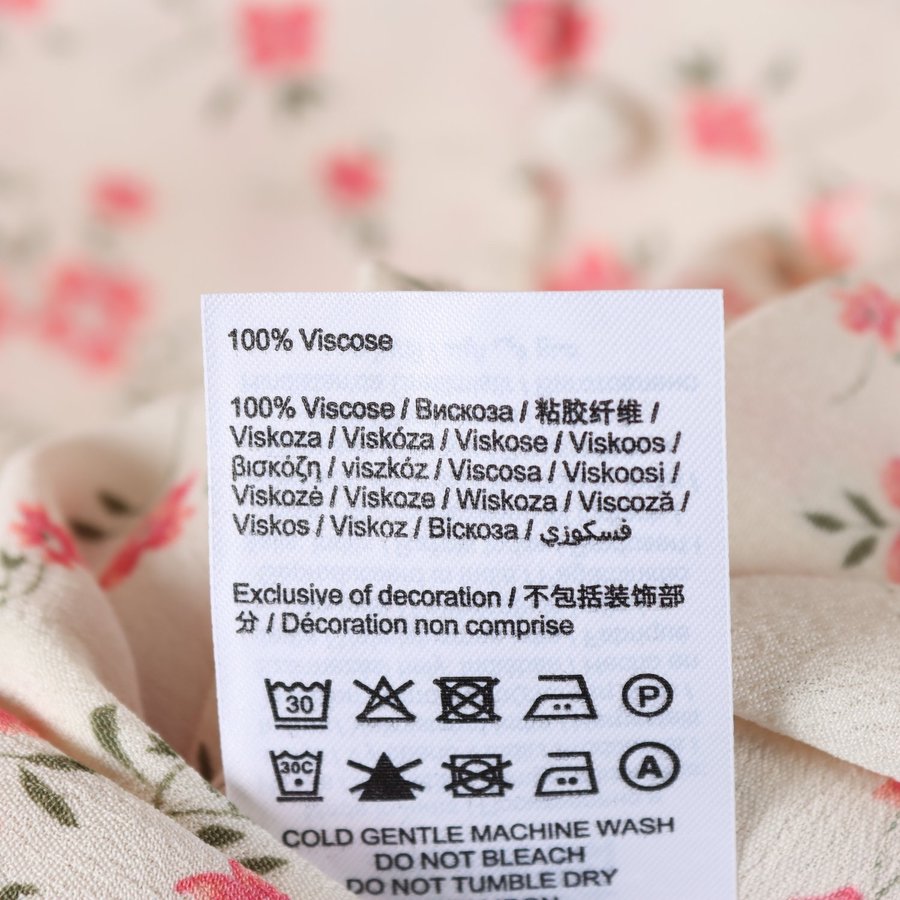 100% Viscose
100% Viscose / Вискоза / 粘胶纤维 /
Viskoza / Viskóza / Viskose / Viskoos /
βισκόζη / viszkóz / Viscosa / Viskoosi /
Viskozė / Viskoze / Wiskoza / Viscoză /
Viskos / Viskoz / Віскоза / فسكوزي
Exclusive of decoration / 不包括装饰部
分 / Décoration non comprise
30 P
30C A
COLD GENTLE MACHINE WASH
DO NOT BLEACH
DO NOT TUMBLE DRY